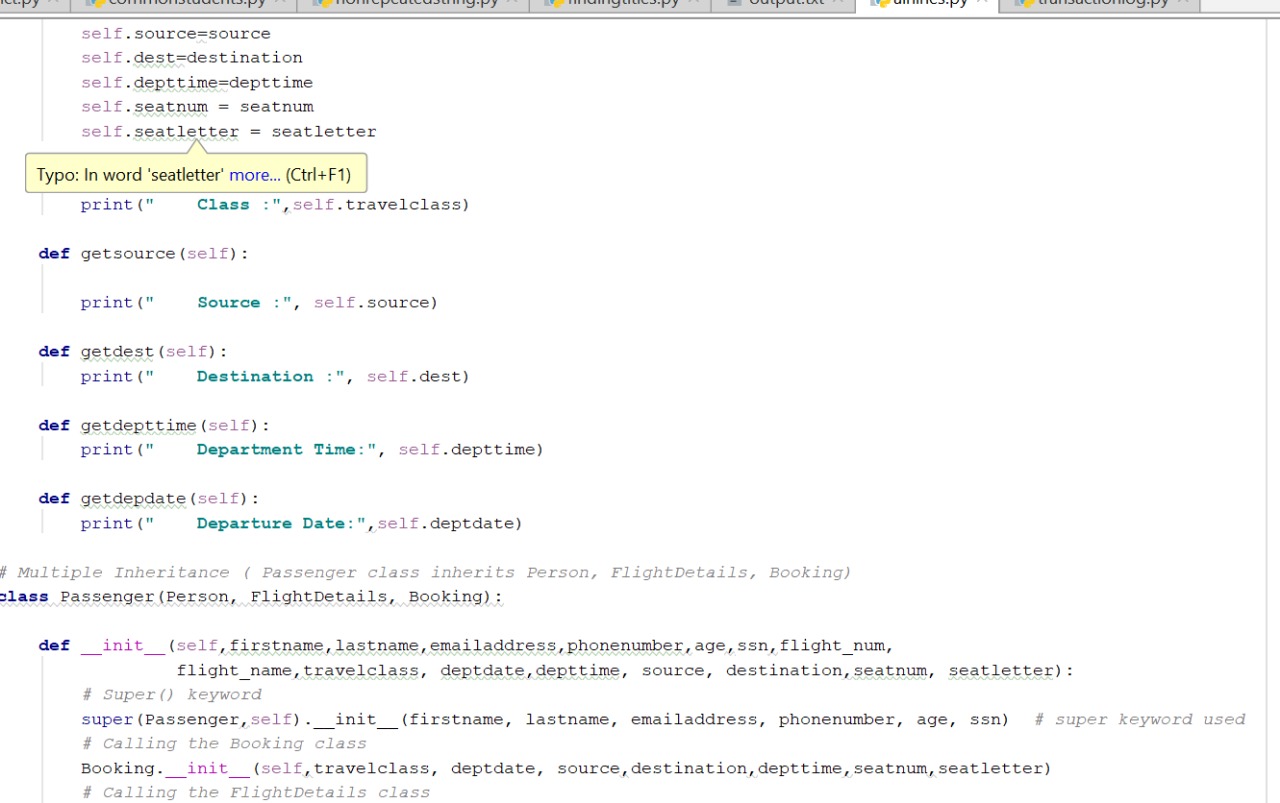 commonstudents.py nonrepeatedstring.py findingtitles.py output.txt airlines.py transactionlog.py
self.source=source
self.dest=destination
self.depttime=depttime
self.seatnum = seatnum
self.seatletter = seatletter
Typo: In word 'seatletter' more... (Ctrl+F1)
print("    Class :",self.travelclass)
def getsource(self):
print("    Source :", self.source)
def getdest(self):
print("    Destination :", self.dest)
def getdepttime(self):
print("    Department Time:", self.depttime)
def getdepdate(self):
print("    Departure Date:",self.deptdate)
# Multiple Inheritance ( Passenger class inherits Person, FlightDetails, Booking)
class Passenger(Person, FlightDetails, Booking):
def __init__(self,firstname,lastname,emailaddress,phonenumber,age,ssn,flight_num,
flight_name,travelclass, deptdate,depttime, source, destination,seatnum, seatletter):
# Super() keyword
super(Passenger,self).__init__(firstname, lastname, emailaddress, phonenumber, age, ssn)  # super keyword used
# Calling the Booking class
Booking.__init__(self,travelclass, deptdate, source,destination,depttime,seatnum,seatletter)
# Calling the FlightDetails class